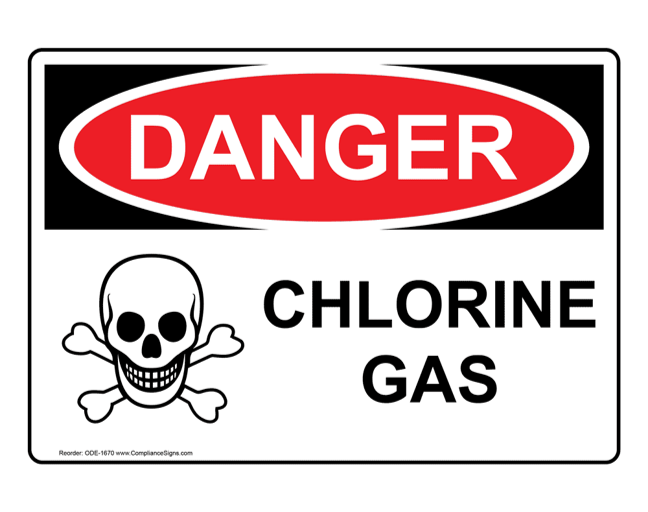 DANGER
CHLORINE
GAS
Reorder: ODE-1670 www.ComplianceSigns.com